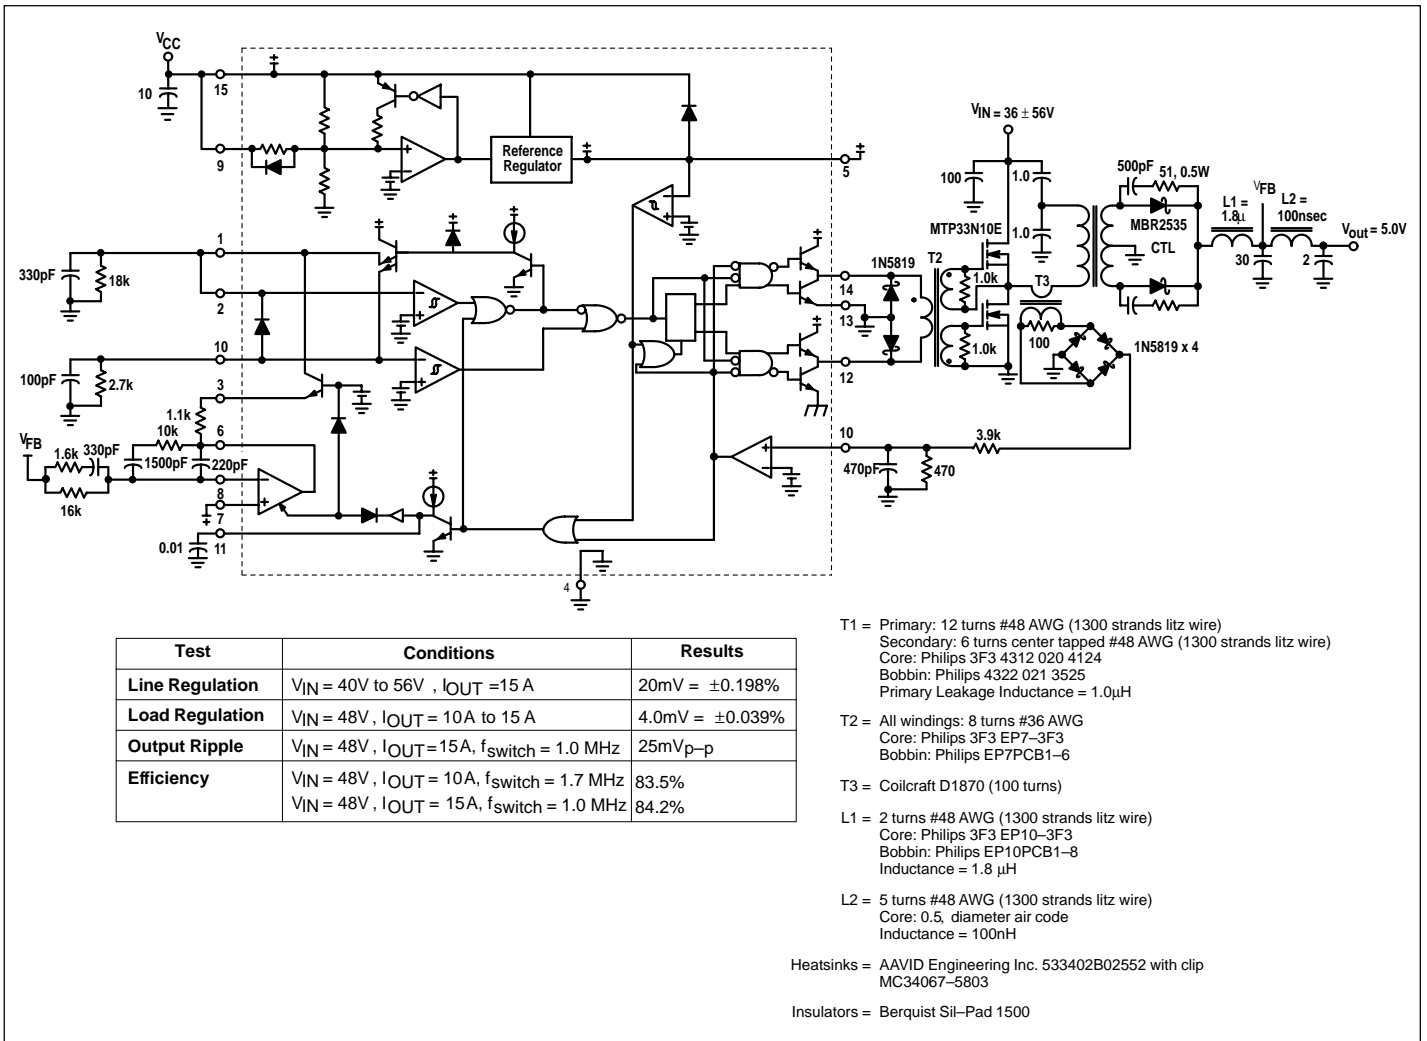 VCC
10
15
9
Reference
Regulator
5
VIN = 36 ± 56V
100
1.0
1.0
500pF
51, 0.5W
MBR2535
CTL
L1 =
1.8µ
VFB
L2 =
100nsec
Vout = 5.0V
30
2
MTP33N10E
1
330pF
18k
2
10
100pF
2.7k
3
1.1k
10k
6
VFB
1.6k
330pF
1500pF
220pF
16k
8
7
0.01
11
4
14
13
12
1N5819
T2
1.0k
1.0k
T3
100
1N5819 x 4
10
3.9k
470pF
470
Test Conditions Results
Line Regulation VIN = 40V to 56V , IOUT =15 A 20mV = ±0.198%
Load Regulation VIN = 48V , IOUT = 10A to 15 A 4.0mV = ±0.039%
Output Ripple VIN = 48V , IOUT =15A, fswitch = 1.0 MHz 25mVp–p
Efficiency VIN = 48V , IOUT = 10A, fswitch = 1.7 MHz 83.5%
VIN = 48V , IOUT = 15A, fswitch = 1.0 MHz 84.2%
T1 = Primary: 12 turns #48 AWG (1300 strands litz wire)
Secondary: 6 turns center tapped #48 AWG (1300 strands litz wire)
Core: Philips 3F3 4312 020 4124
Bobbin: Philips 4322 021 3525
Primary Leakage Inductance = 1.0µH
T2 = All windings: 8 turns #36 AWG
Core: Philips 3F3 EP7–3F3
Bobbin: Philips EP7PCB1–6
T3 = Coilcraft D1870 (100 turns)
L1 = 2 turns #48 AWG (1300 strands litz wire)
Core: Philips 3F3 EP10–3F3
Bobbin: Philips EP10PCB1–8
Inductance = 1.8 µH
L2 = 5 turns #48 AWG (1300 strands litz wire)
Core: 0.5, diameter air code
Inductance = 100nH
Heatsinks = AAVID Engineering Inc. 533402B02552 with clip
MC34067–5803
Insulators = Berquist Sil–Pad 1500